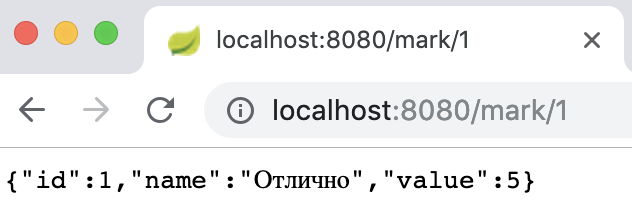 localhost:8080/mark/1
localhost:8080/mark/1
{"id":1,"name":"Отлично","value":5}